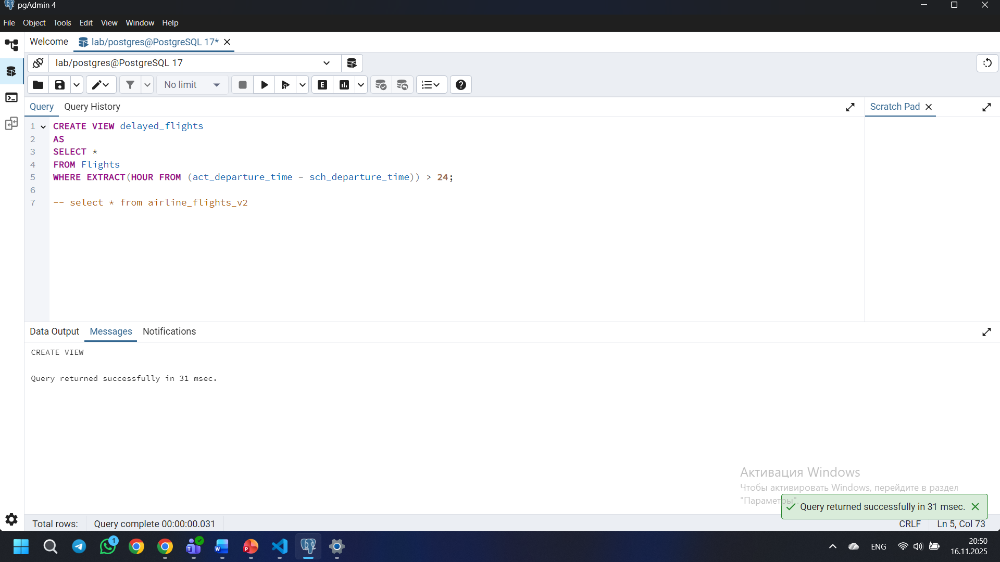 pgAdmin 4
File Object Tools Edit View Window Help
Welcome lab/postgres@PostgreSQL 17*
lab/postgres@PostgreSQL 17
No limit
E
Query Query History
Scratch Pad
1 CREATE VIEW delayed_flights
2 AS
3 SELECT *
4 FROM Flights
5 WHERE EXTRACT(HOUR FROM (act_departure_time - sch_departure_time)) > 24;
6
7 -- select * from airline_flights_v2
Data Output Messages Notifications
CREATE VIEW
Query returned successfully in 31 msec.
Активация Windows
Чтобы активировать Windows, перейдите в раздел
"Параметры".
Query returned successfully in 31 msec.
Total rows: Query complete 00:00:00.031
CRLF Ln 5, Col 73
1
T
W
P
ENG
20:50
16.11.2025